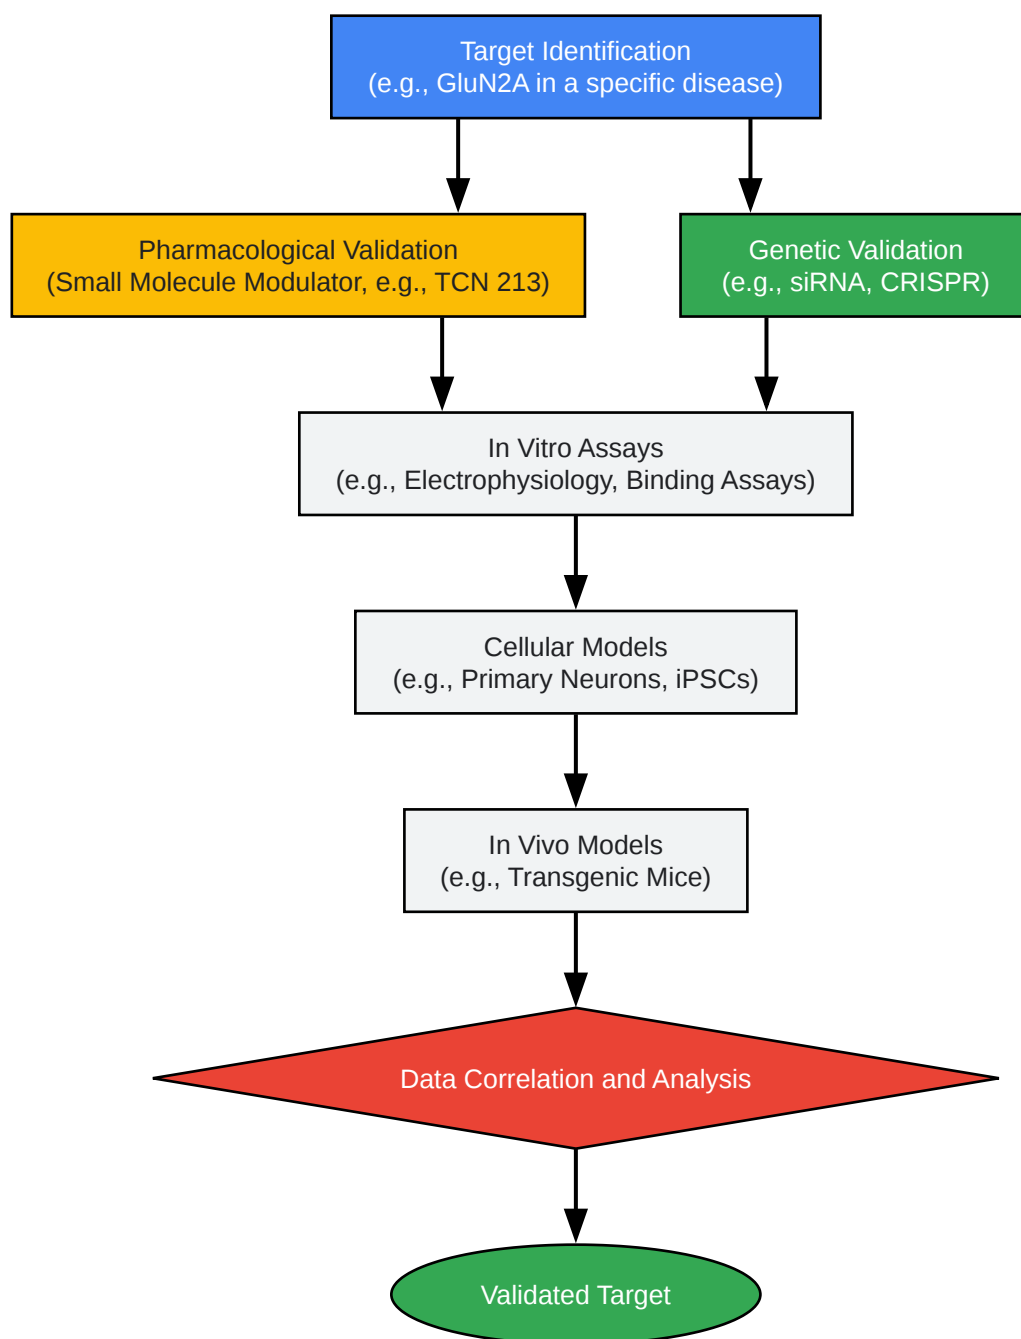 Target Identification
(e.g., GluN2A in a specific disease)
Pharmacological Validation
(Small Molecule Modulator, e.g., TCN 213)
Genetic Validation
(e.g., siRNA, CRISPR)
In Vitro Assays
(e.g., Electrophysiology, Binding Assays)
Cellular Models
(e.g., Primary Neurons, iPSCs)
In Vivo Models
(e.g., Transgenic Mice)
Data Correlation and Analysis
Validated Target